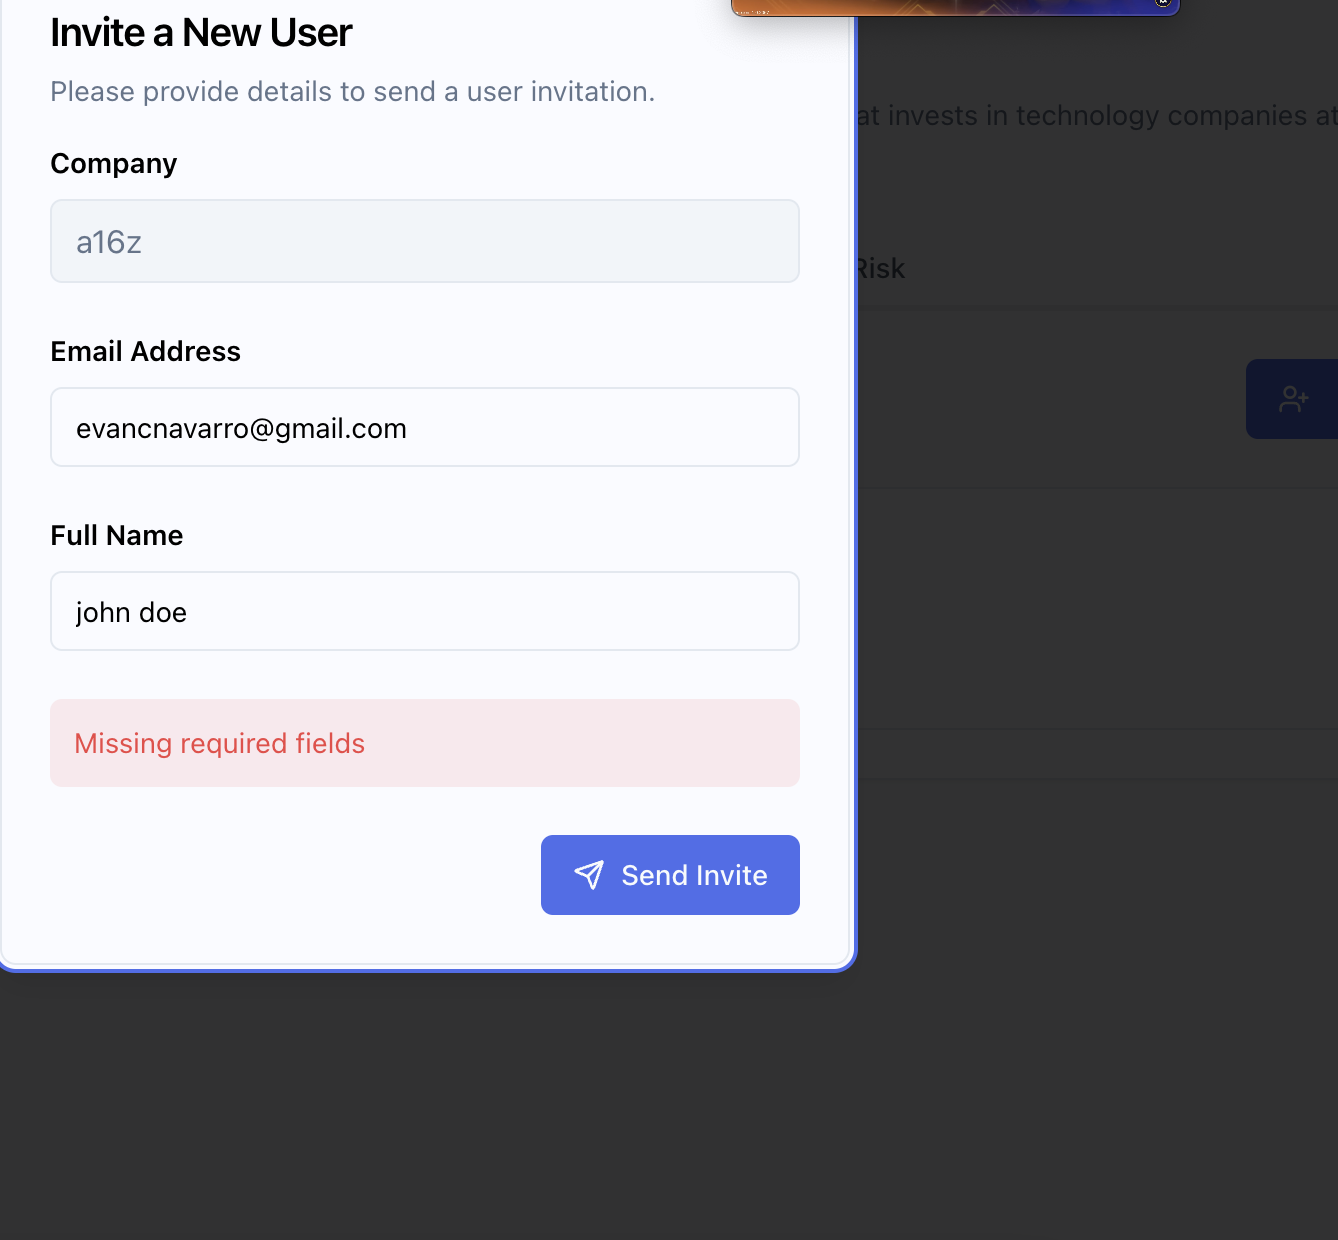 Invite a New User
Please provide details to send a user invitation.
at invests in technology companies at
Company
a16z
Risk
Email Address
evancnavarro@gmail.com
Full Name
john doe
Missing required fields
Send Invite